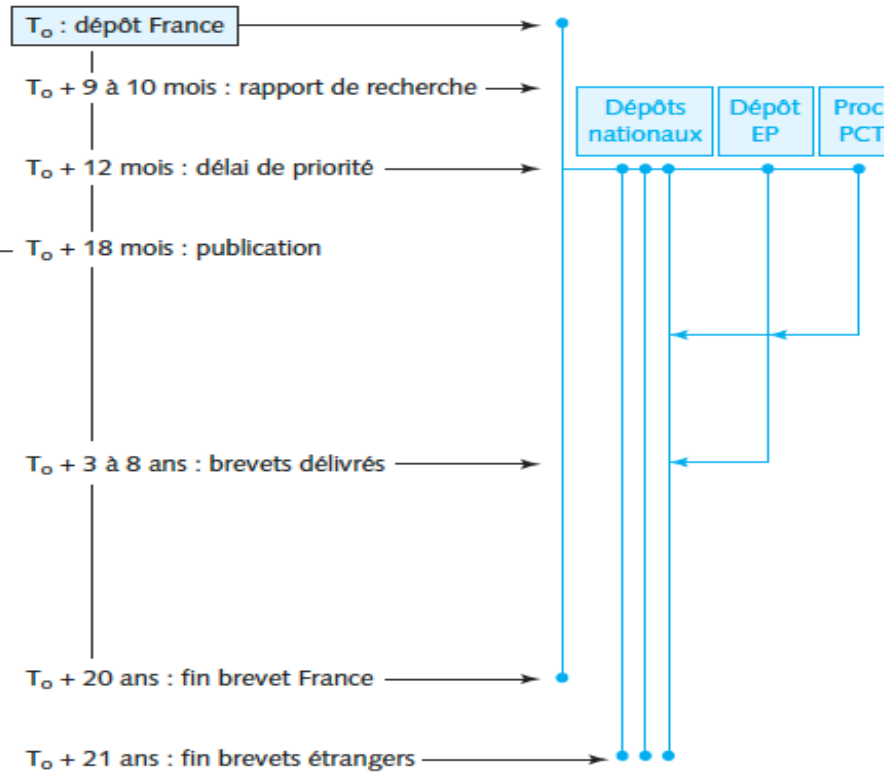 T₀ : dépôt France
T₀ + 9 à 10 mois : rapport de recherche
Dépôts
nationaux
Dépôt
EP
Proc
PCT
T₀ + 12 mois : délai de priorité
T₀ + 18 mois : publication
T₀ + 3 à 8 ans : brevets délivrés
T₀ + 20 ans : fin brevet France
T₀ + 21 ans : fin brevets étrangers